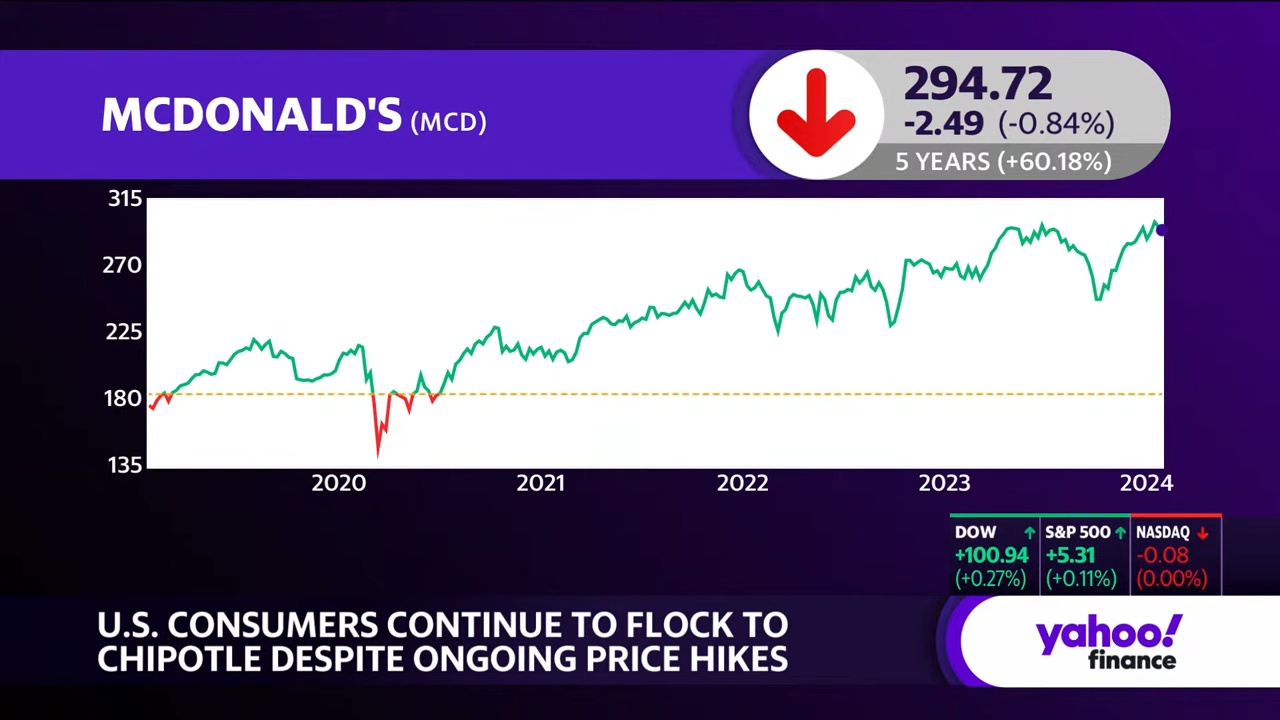 MCDONALD'S (MCD)
294.72
-2.49 (-0.84%)
5 YEARS (+60.18%)
315
270
225
180
135
2020 2021 2022 2023 2024
DOW S&P 500 NASDAQ
+100.94 +5.31 -0.08
(+0.27%) (+0.11%) (0.00%)
U.S. CONSUMERS CONTINUE TO FLOCK TO
CHIPOTLE DESPITE ONGOING PRICE HIKES
yahoo!
finance